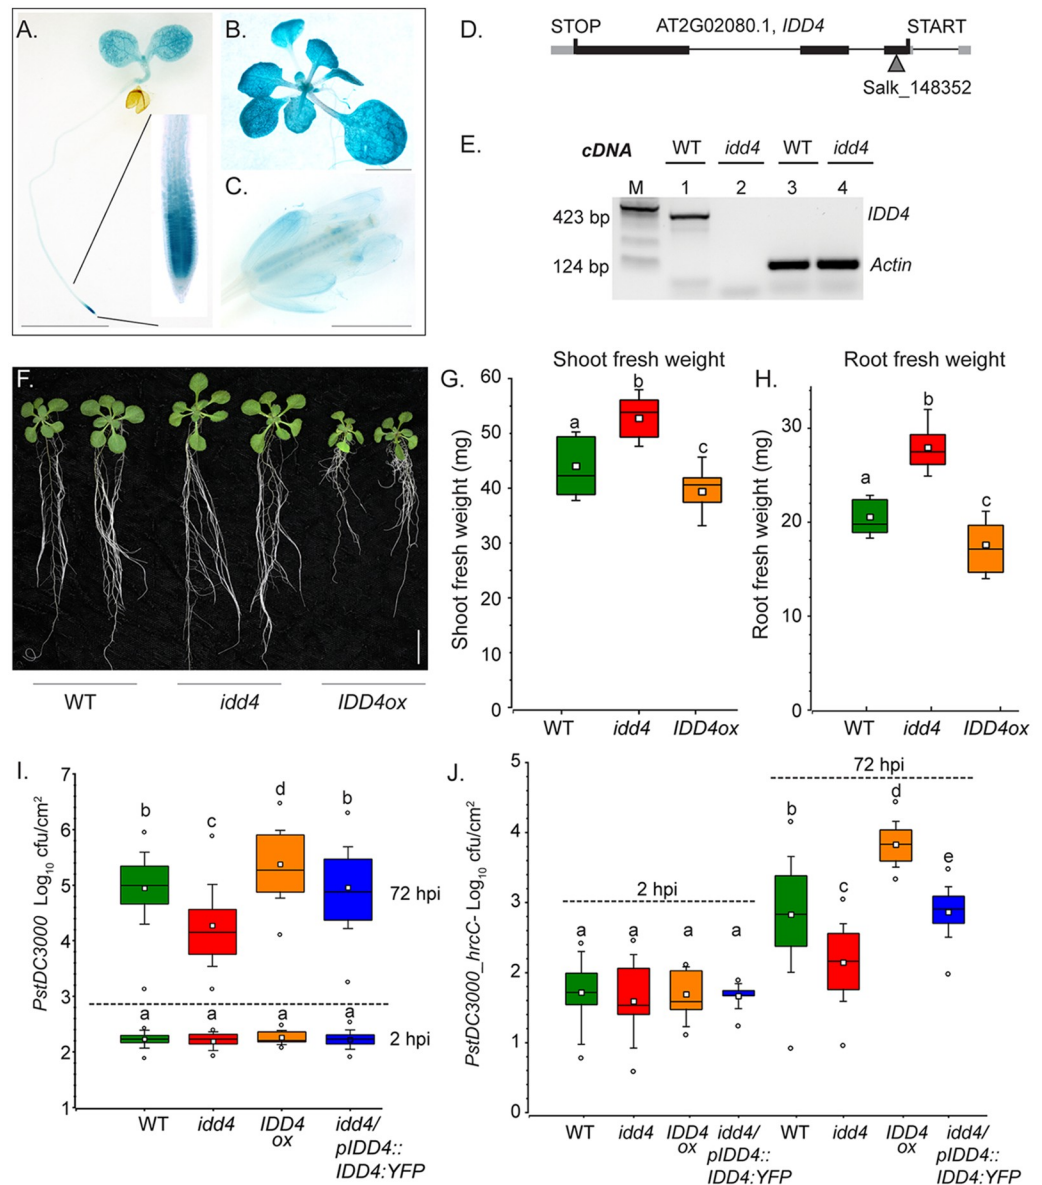 A.
B.
C.
D.
STOP
AT2G02080.1, IDD4
START
Salk_148352
E.
cDNA
WT
idd4
WT
idd4
M
1
2
3
4
423 bp
IDD4
124 bp
Actin
F.
WT
idd4
IDD4ox
G.
Shoot fresh weight
Shoot fresh weight (mg)
60
50
40
30
20
10
0
a
b
c
WT
idd4
IDD4ox
H.
Root fresh weight
Root fresh weight (mg)
30
20
10
0
a
b
c
WT
idd4
IDD4ox
I.
PstDC3000 Log10 cfu/cm2
7
6
5
4
3
2
1
b
c
d
b
72 hpi
a
a
a
a
2 hpi
WT
idd4
IDD4
ox
idd4/
pIDD4::
IDD4:YFP
J.
PstDC3000_hrcC- Log10 cfu/cm2
5
4
3
2
1
0
2 hpi
a
a
a
a
72 hpi
b
c
d
e
WT
idd4
IDD4
ox
idd4/
pIDD4::
IDD4:YFP
WT
idd4
IDD4
ox
idd4/
pIDD4::
IDD4:YFP